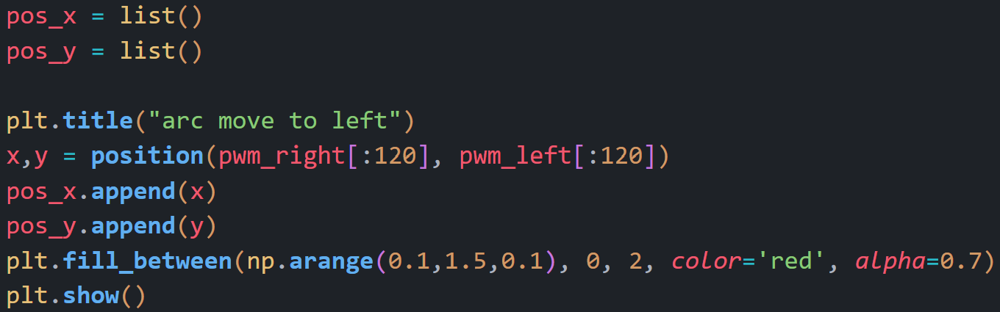 pos_x = list()
pos_y = list()
plt.title("arc move to left")
x,y = position(pwm_right[:120], pwm_left[:120])
pos_x.append(x)
pos_y.append(y)
plt.fill_between(np.arange(0.1,1.5,0.1), 0, 2, color='red', alpha=0.7)
plt.show()